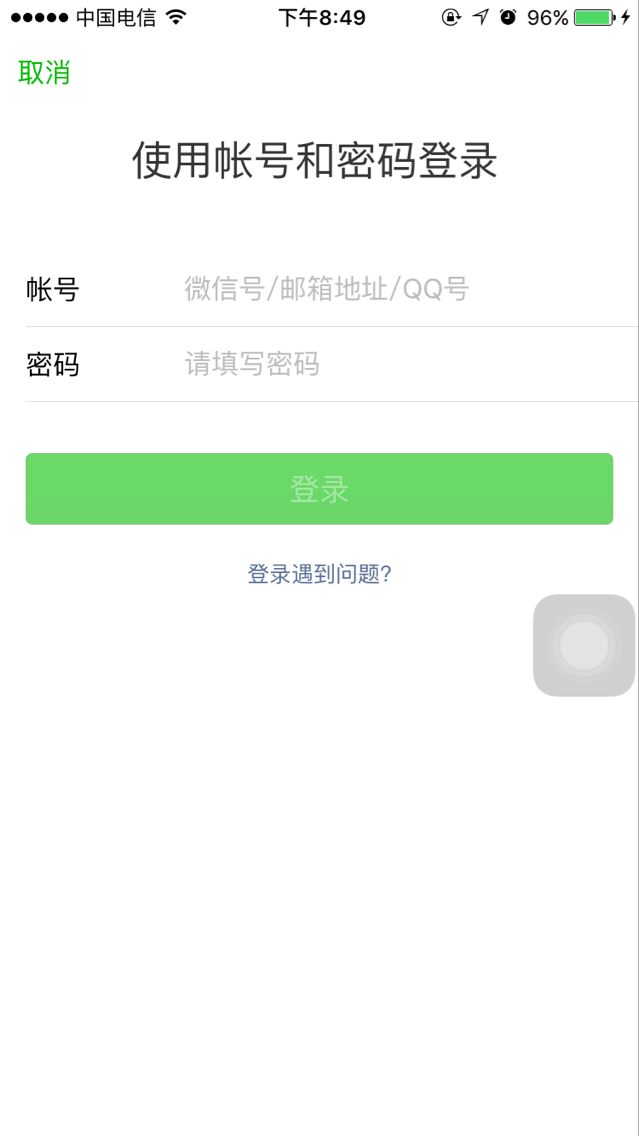 中国电信 下午8:49 96%
取消
使用帐号和密码登录
帐号 微信号/邮箱地址/QQ号
密码 请填写密码
登录
登录遇到问题?